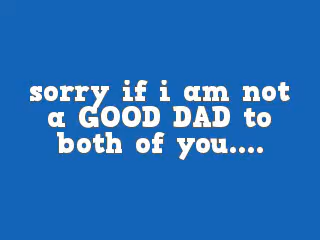 sorry if i am not
a GOOD DAD to
both of you....